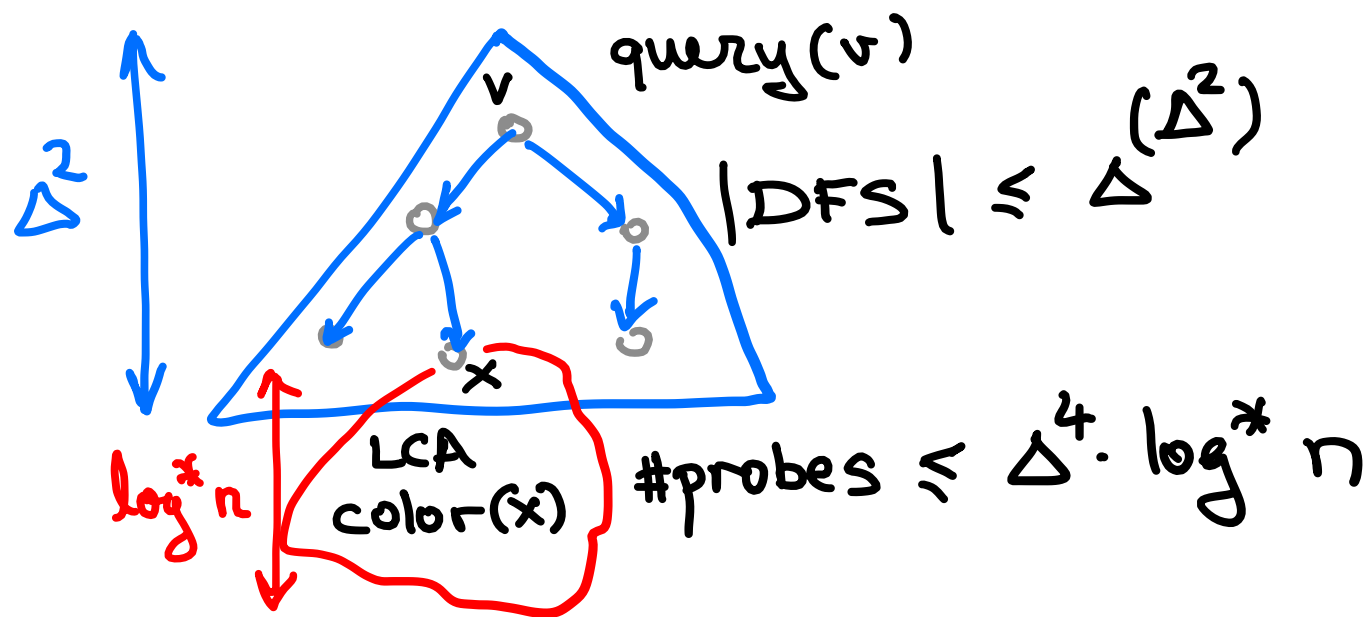 query(v)
v
Δ²
|DFS| ≤ Δ^(Δ²)
x
log* n
LCA
color(x)
#probes ≤ Δ⁴ · log* n